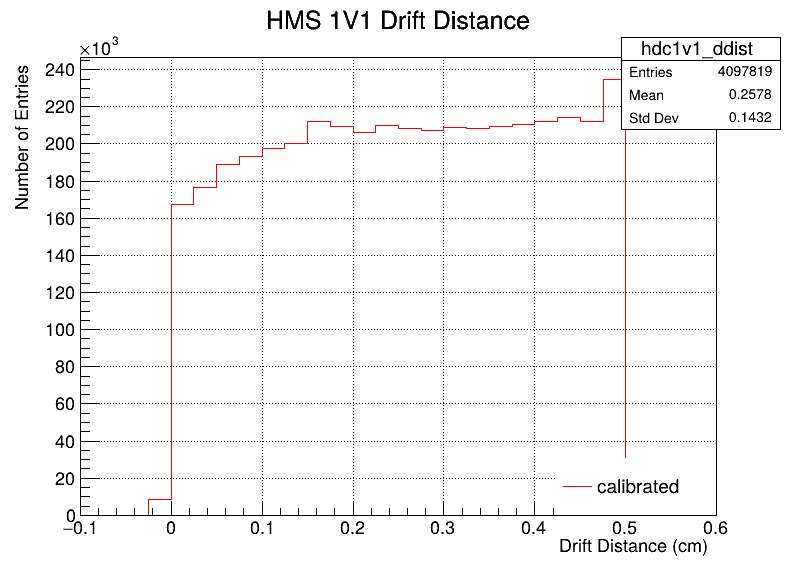 HMS 1V1 Drift Distance
×10³
hdc1v1_ddist
Entries 4097819
Mean 0.2578
Std Dev 0.1432
Number of Entries
240
220
200
180
160
140
120
100
80
60
40
20
0
calibrated
−0.1 0 0.1 0.2 0.3 0.4 0.5 0.6
Drift Distance (cm)